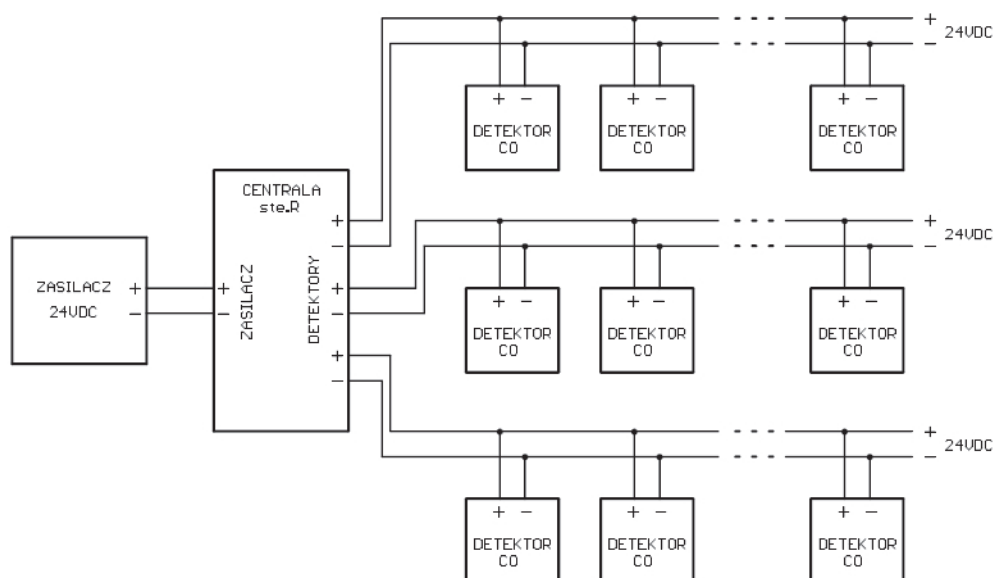 +
24VDC
−
+ − + − + −
DETEKTOR CO DETEKTOR CO DETEKTOR CO
CENTRALA
ste.R
+
−
+
24VDC
−
ZASILACZ
24VDC
+
−
+
−
ZASILACZ
DETEKTORY
+
−
+
−
+ − + − + −
DETEKTOR CO DETEKTOR CO DETEKTOR CO
+
24VDC
−
+ − + − + −
DETEKTOR CO DETEKTOR CO DETEKTOR CO